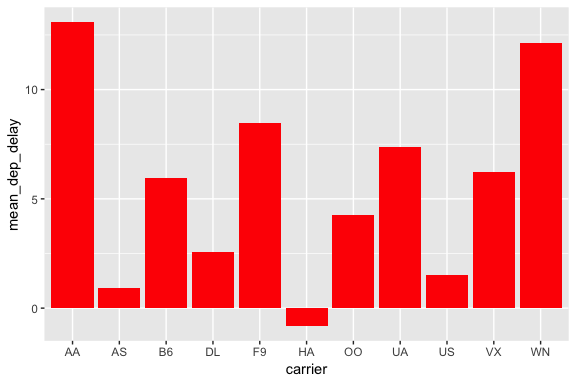 mean_dep_delay
10
5
0
AA AS B6 DL F9 HA OO UA US VX WN
carrier